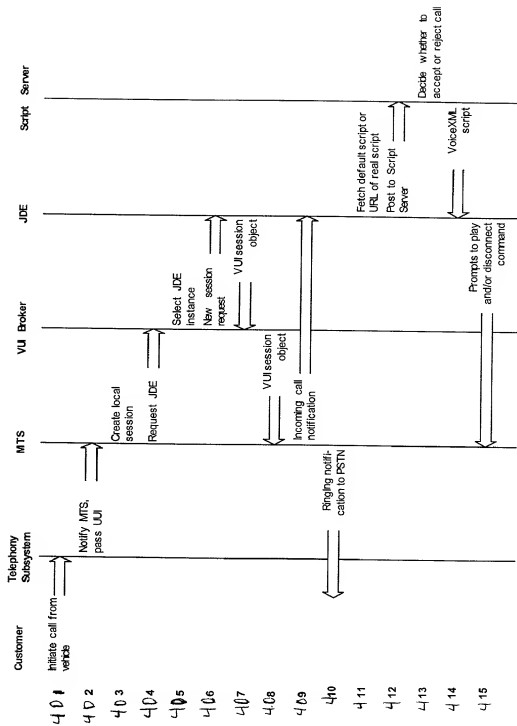 Customer
Telephony
Subsystem
MTS
VUI Broker
JDE
Script Server
401
Initiate call from
vehicle
402
Notify MTS,
pass UUI
403
Create local
session
404
Request JDE
405
Select JDE
instance
406
New session
request
407
VUI session
object
408
VUI session
object
409
Incoming call
notification
410
Ringing notifi-
cation to PSTN
411
Fetch default script or
URL of real script
412
Post to Script
Server
413
Decide whether to
accept or reject call
414
VoiceXML
script
415
Prompts to play
and/or disconnect
command